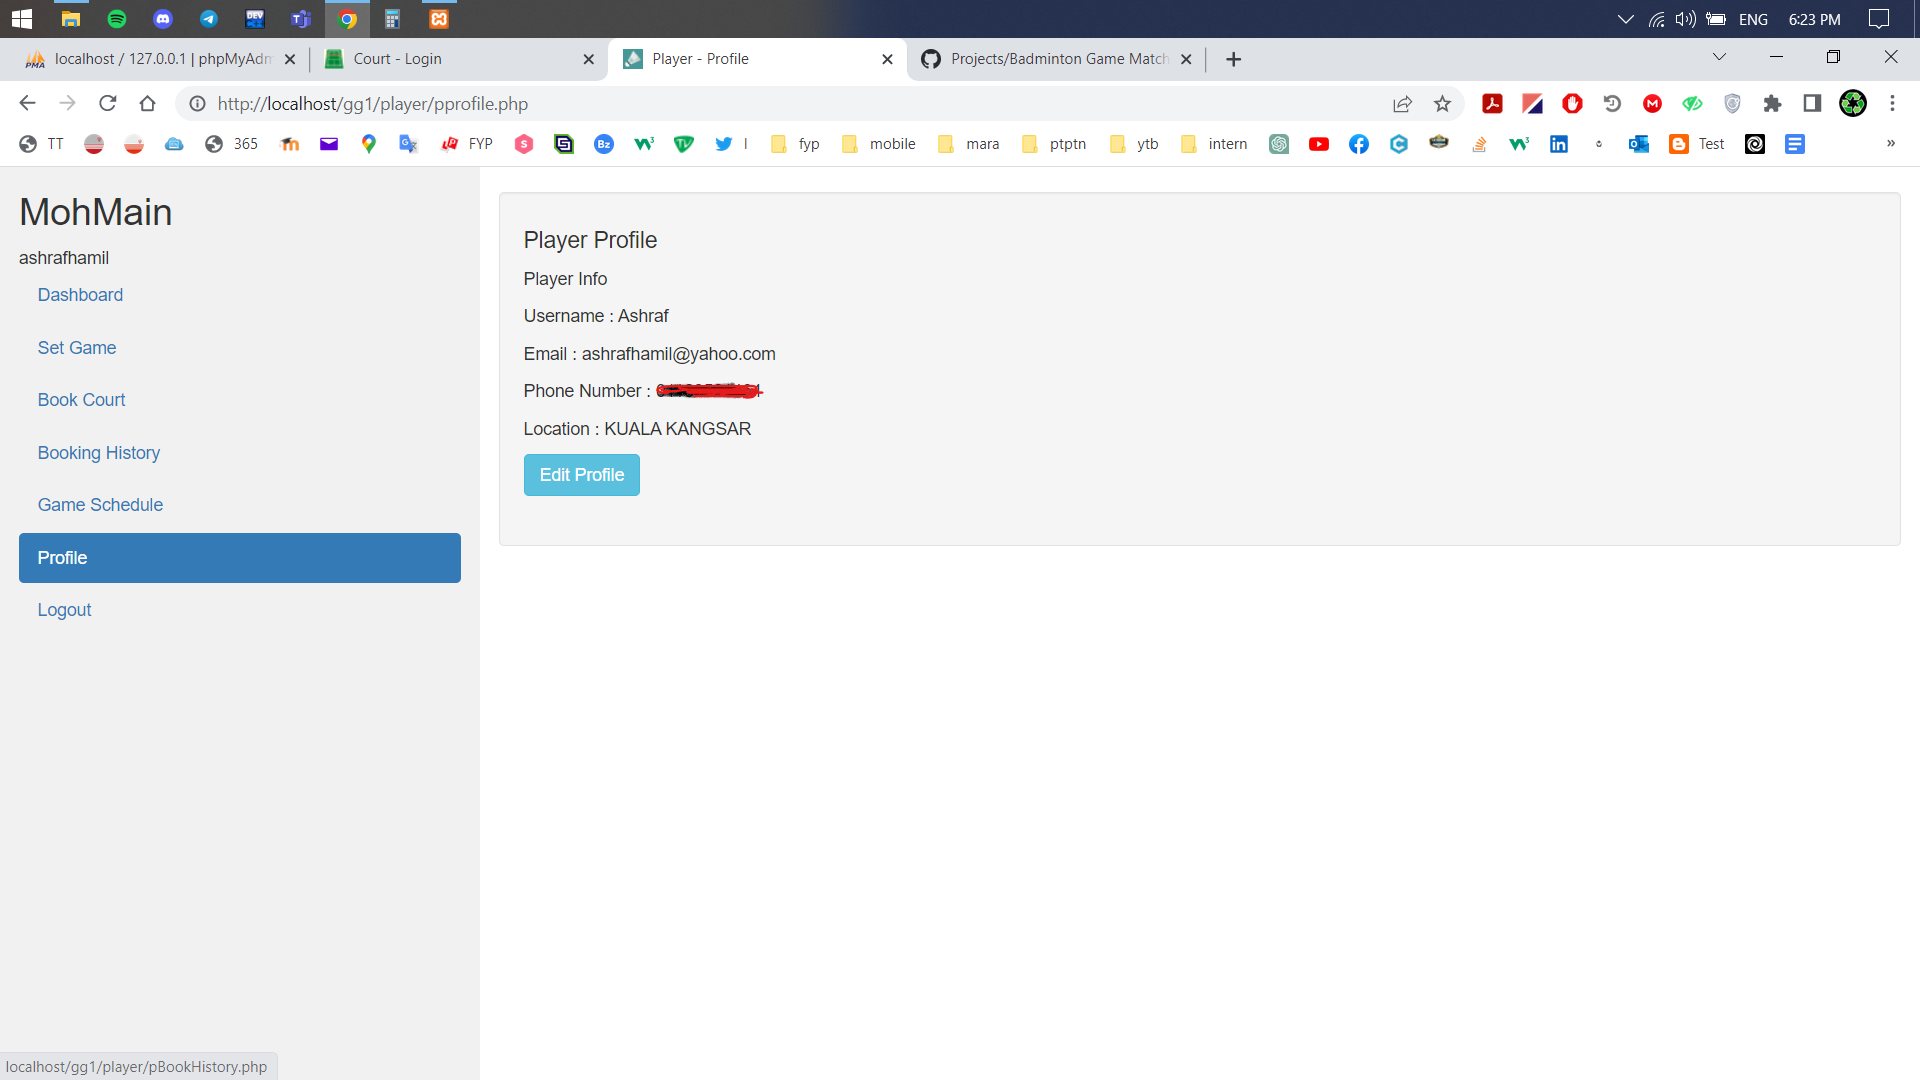 ENG 6:23 PM
localhost / 127.0.0.1 | phpMyAdm
Court - Login
Player - Profile
Projects/Badminton Game Match
http://localhost/gg1/player/pprofile.php
TT 365 FYP I fyp mobile mara ptptn ytb intern Test
MohMain
ashrafhamil
Dashboard
Set Game
Book Court
Booking History
Game Schedule
Profile
Logout
Player Profile
Player Info
Username : Ashraf
Email : ashrafhamil@yahoo.com
Phone Number :
Location : KUALA KANGSAR
Edit Profile
localhost/gg1/player/pBookHistory.php